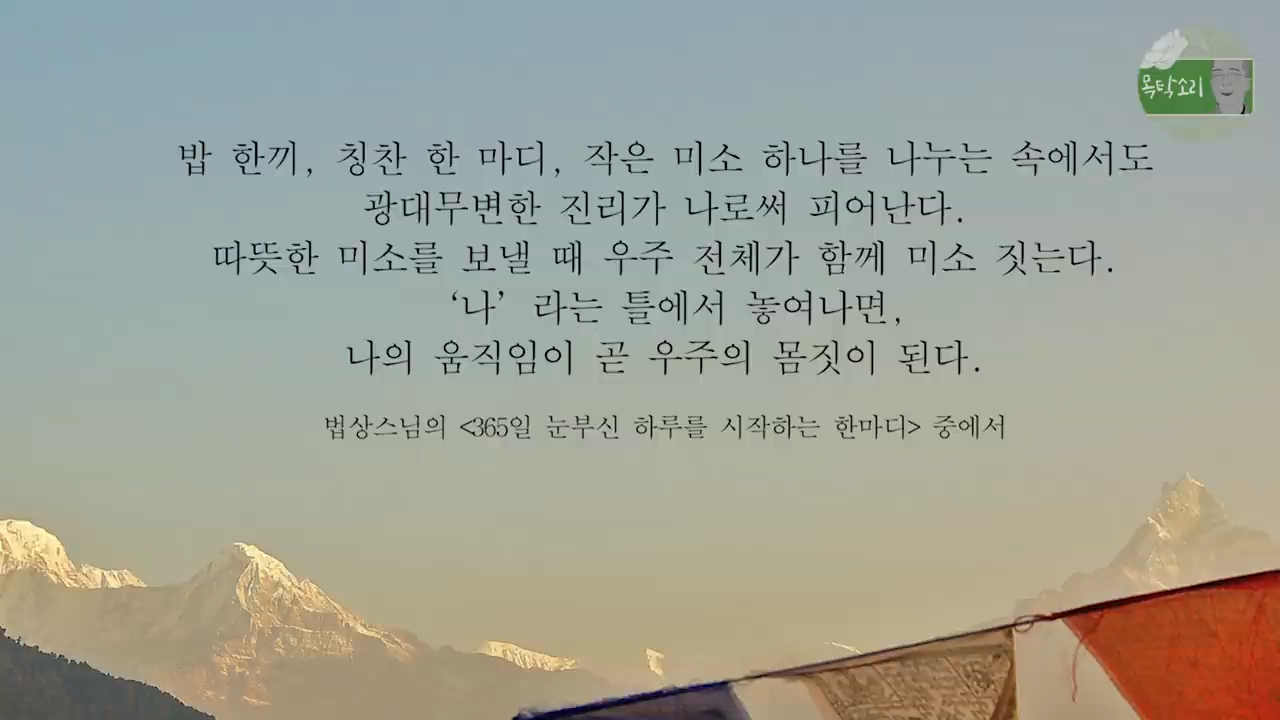 목탁소리
밥 한끼, 칭찬 한 마디, 작은 미소 하나를 나누는 속에서도
광대무변한 진리가 나로써 피어난다.
따뜻한 미소를 보낼 때 우주 전체가 함께 미소 짓는다.
‘나’ 라는 틀에서 놓여나면,
나의 움직임이 곧 우주의 몸짓이 된다.
법상스님의 <365일 눈부신 하루를 시작하는 한마디> 중에서